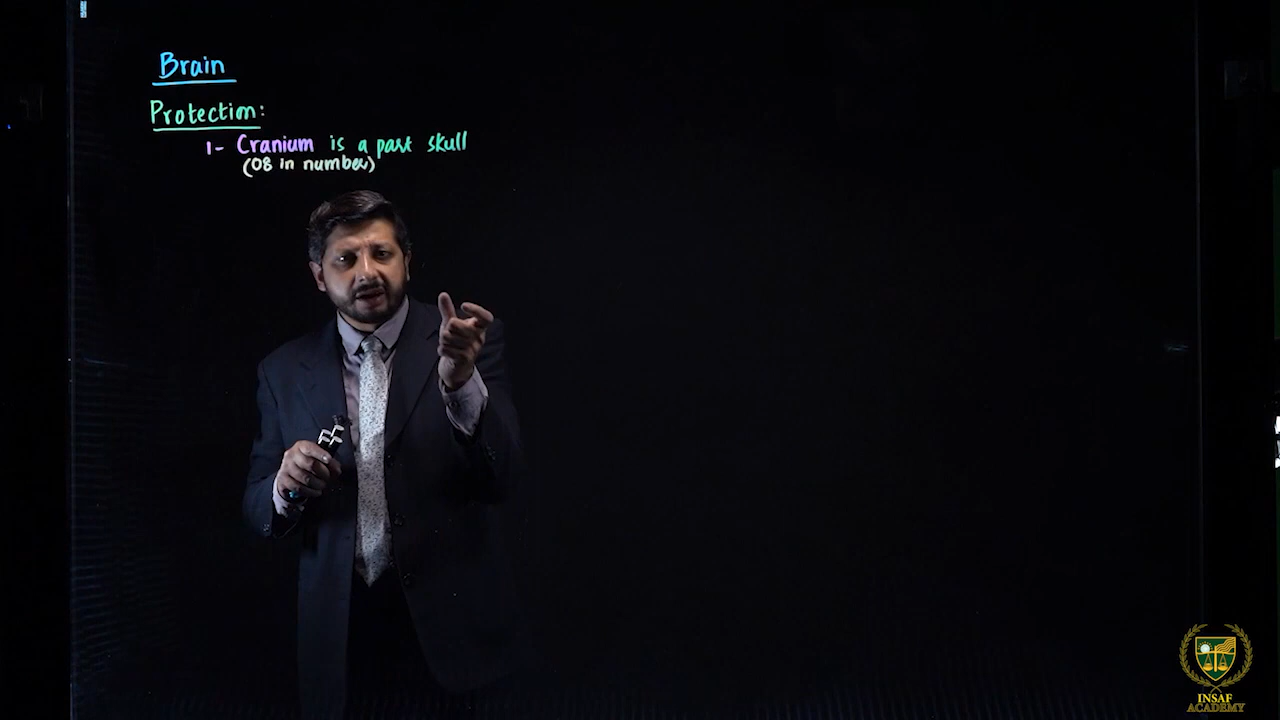 Brain
Protection:
1- Cranium is a part skull
(08 in number)
INSAF
ACADEMY